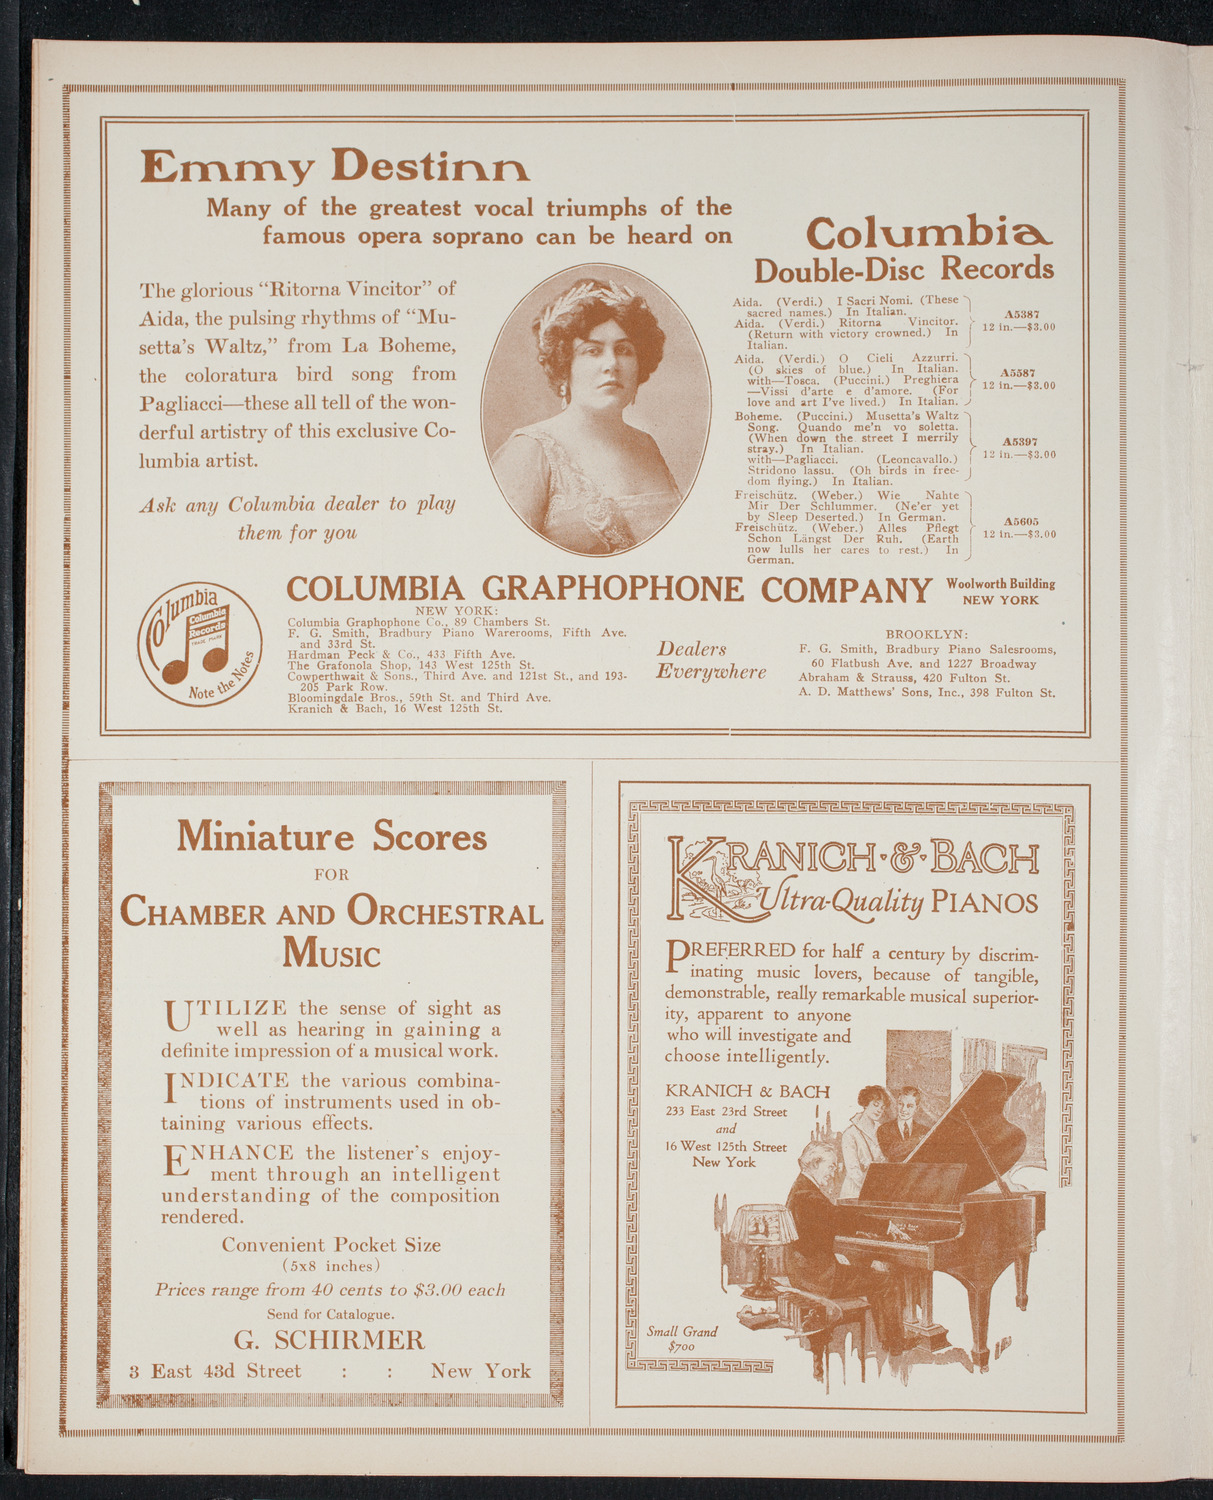 Emmy Destinn
Many of the greatest vocal triumphs of the
famous opera soprano can be heard on
Columbia
Double-Disc Records
The glorious “Ritorna Vincitor” of
Aida, the pulsing rhythms of “Mu-
setta's Waltz,” from La Boheme,
the coloratura bird song from
Pagliacci—these all tell of the won-
derful artistry of this exclusive Co-
lumbia artist.
Ask any Columbia dealer to play
them for you
Aida. (Verdi.) I Sacri Nomi. (These
sacred names.) In Italian.
Aida. (Verdi.) Ritorna Vincitor.
(Return with victory crowned.) In
Italian.
A5387
12 in.—$3.00
Aida. (Verdi.) O Cieli Azzurri.
(O skies of blue.) In Italian.
with—Tosca. (Puccini.) Preghiera
—Vissi d'arte e d'amore. (For
love and art I've lived.) In Italian.
A5587
12 in.—$3.00
Boheme. (Puccini.) Musetta's Waltz
Song. Quando me'n vo soletta.
(When down the street I merrily
stray.) In Italian.
with—Pagliacci. (Leoncavallo.)
Stridono lassu. (Oh birds in free-
dom flying.) In Italian.
A5397
12 in.—$3.00
Freischütz. (Weber.) Wie Nahte
Mir Der Schlummer. (Ne'er yet
by Sleep Deserted.) In German.
Freischütz. (Weber.) Alles Pflegt
Schon Längst Der Ruh. (Earth
now lulls her cares to rest.) In
German.
A5605
12 in.—$3.00
Columbia
Columbia
Records
TRADE MARK
Note the Notes
COLUMBIA GRAPHOPHONE COMPANY
Woolworth Building
NEW YORK
NEW YORK:
Columbia Graphophone Co., 89 Chambers St.
F. G. Smith, Bradbury Piano Warerooms, Fifth Ave.
and 33rd St.
Hardman Peck & Co., 433 Fifth Ave.
The Grafonola Shop, 143 West 125th St.
Cowperthwait & Sons., Third Ave. and 121st St., and 193-
205 Park Row.
Bloomingdale Bros., 59th St. and Third Ave.
Kranich & Bach, 16 West 125th St.
Dealers
Everywhere
BROOKLYN:
F. G. Smith, Bradbury Piano Salesrooms,
60 Flatbush Ave, and 1227 Broadway
Abraham & Strauss, 420 Fulton St.
A. D. Matthews' Sons, Inc., 398 Fulton St.
Miniature Scores
FOR
CHAMBER AND ORCHESTRAL
MUSIC
UTILIZE the sense of sight as
well as hearing in gaining a
definite impression of a musical work.
INDICATE the various combina-
tions of instruments used in ob-
taining various effects.
ENHANCE the listener's enjoy-
ment through an intelligent
understanding of the composition
rendered.
Convenient Pocket Size
(5x8 inches)
Prices range from 40 cents to $3.00 each
Send for Catalogue.
G. SCHIRMER
3 East 43d Street : : New York
KRANICH·&·BACH
Ultra-Quality PIANOS
PREFERRED for half a century by discrim-
inating music lovers, because of tangible,
demonstrable, really remarkable musical superior-
ity, apparent to anyone
who will investigate and
choose intelligently.
KRANICH & BACH
233 East 23rd Street
and
16 West 125th Street
New York
Small Grand
$700